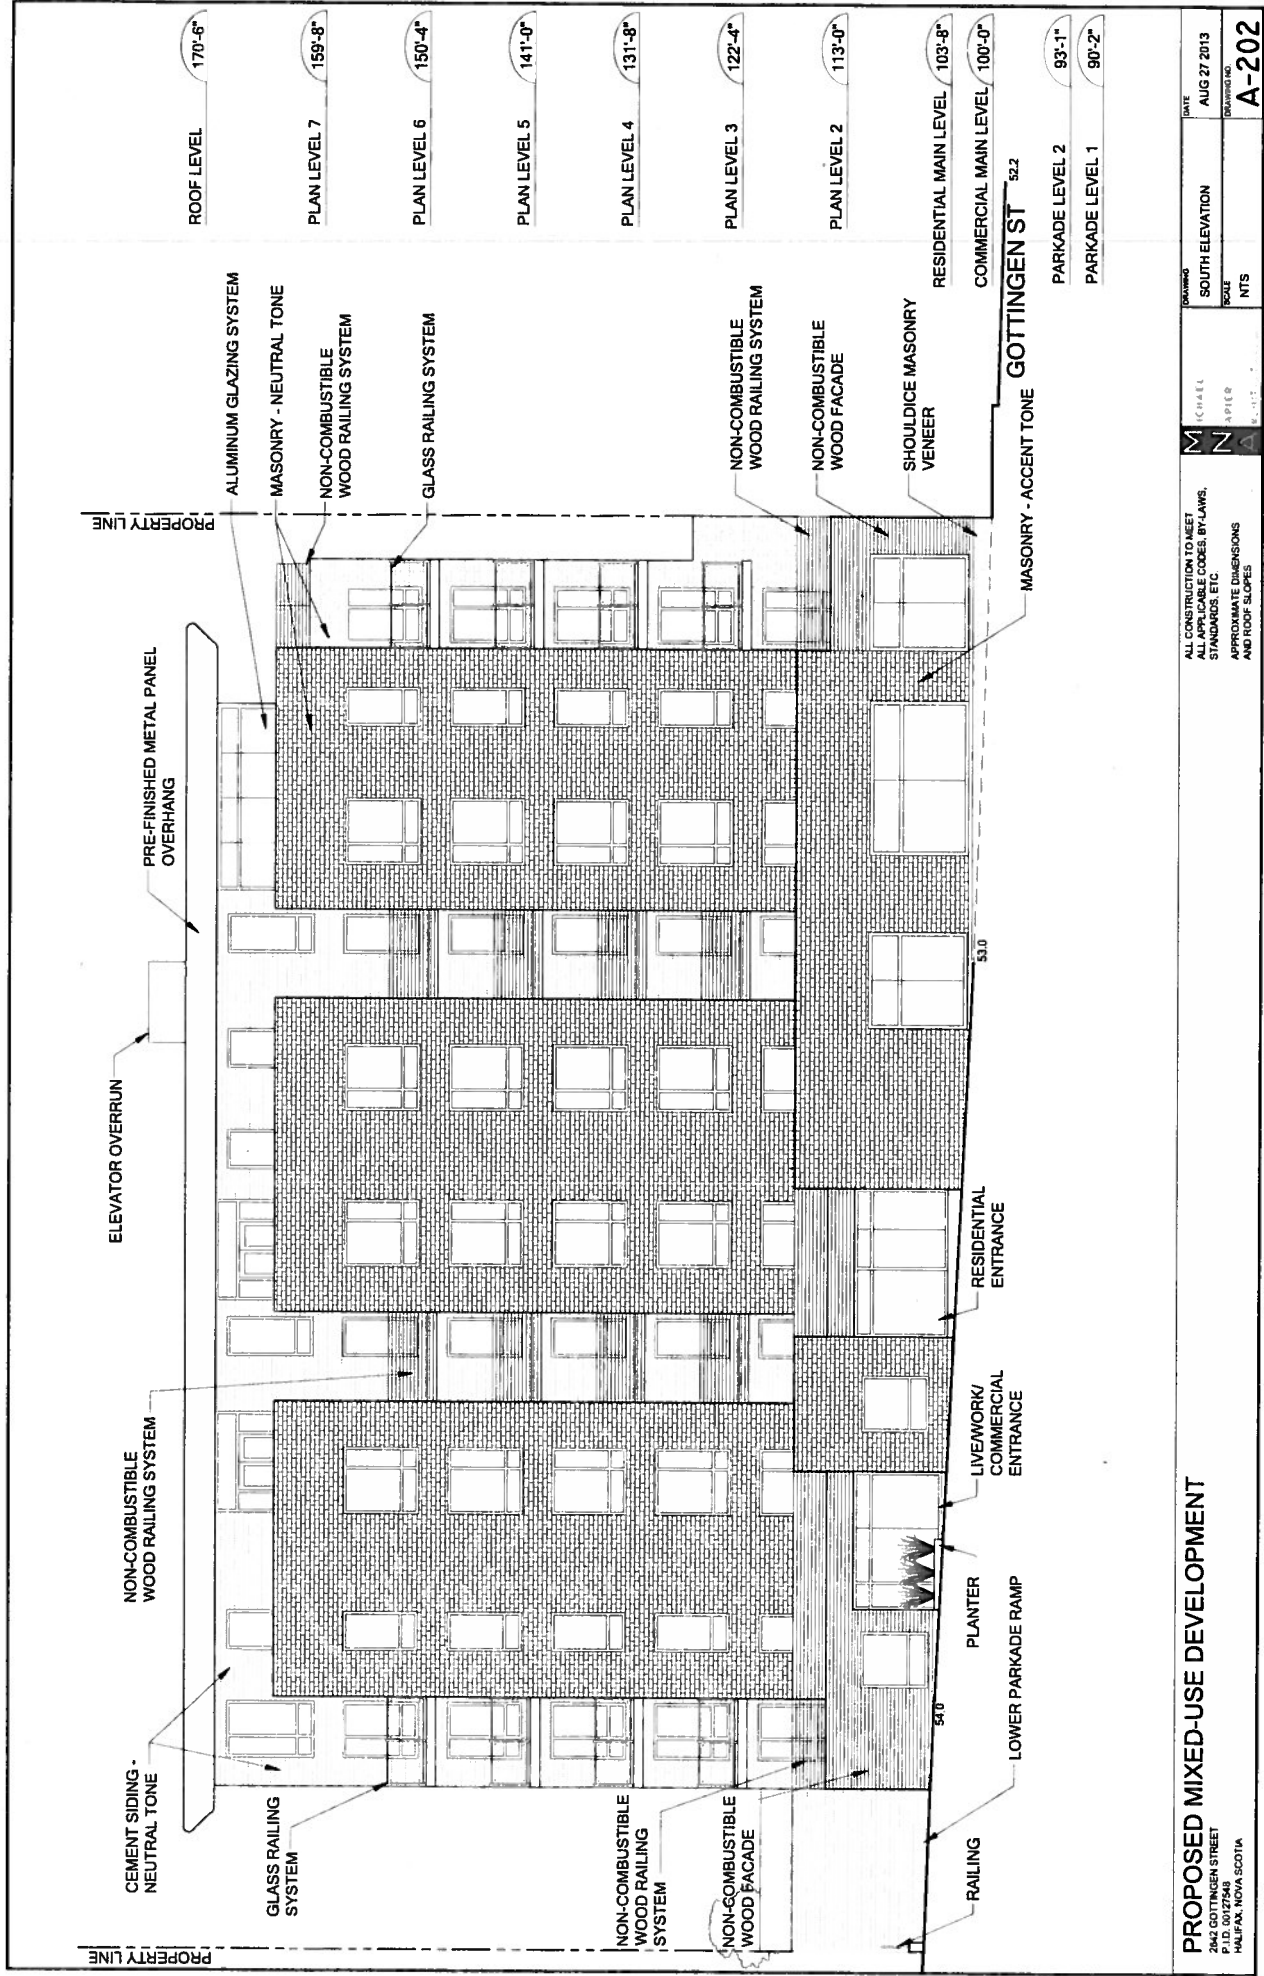 PROPERTY LINE
CEMENT SIDING -
NEUTRAL TONE
NON-COMBUSTIBLE
WOOD RAILING SYSTEM
ELEVATOR OVERRUN
PRE-FINISHED METAL PANEL
OVERHANG
PROPERTY LINE
ALUMINUM GLAZING SYSTEM
MASONRY - NEUTRAL TONE
NON-COMBUSTIBLE
WOOD RAILING SYSTEM
GLASS RAILING SYSTEM
GLASS RAILING
SYSTEM
NON-COMBUSTIBLE
WOOD RAILING
SYSTEM
NON-COMBUSTIBLE
WOOD FACADE
NON-COMBUSTIBLE
WOOD RAILING SYSTEM
NON-COMBUSTIBLE
WOOD FACADE
SHOULDICE MASONRY
VENEER
MASONRY - ACCENT TONE
RAILING
LOWER PARKADE RAMP
54.0
PLANTER
LIVE/WORK/
COMMERCIAL
ENTRANCE
RESIDENTIAL
ENTRANCE
53.0
GOTTINGEN ST
52.2
ROOF LEVEL 170'-6"
PLAN LEVEL 7 159'-8"
PLAN LEVEL 6 150'-4"
PLAN LEVEL 5 141'-0"
PLAN LEVEL 4 131'-8"
PLAN LEVEL 3 122'-4"
PLAN LEVEL 2 113'-0"
RESIDENTIAL MAIN LEVEL 103'-8"
COMMERCIAL MAIN LEVEL 100'-0"
PARKADE LEVEL 2 93'-1"
PARKADE LEVEL 1 90'-2"
PROPOSED MIXED-USE DEVELOPMENT
2642 GOTTINGEN STREET
P.I.D. 00127548
HALIFAX, NOVA SCOTIA
ALL CONSTRUCTION TO MEET
ALL APPLICABLE CODES, BY-LAWS,
STANDARDS, ETC.
APPROXIMATE DIMENSIONS
AND ROOF SLOPES
MICHAEL
NAPIER
A
DRAWING
SOUTH ELEVATION
SCALE
NTS
DATE
AUG 27 2013
DRAWING NO.
A-202